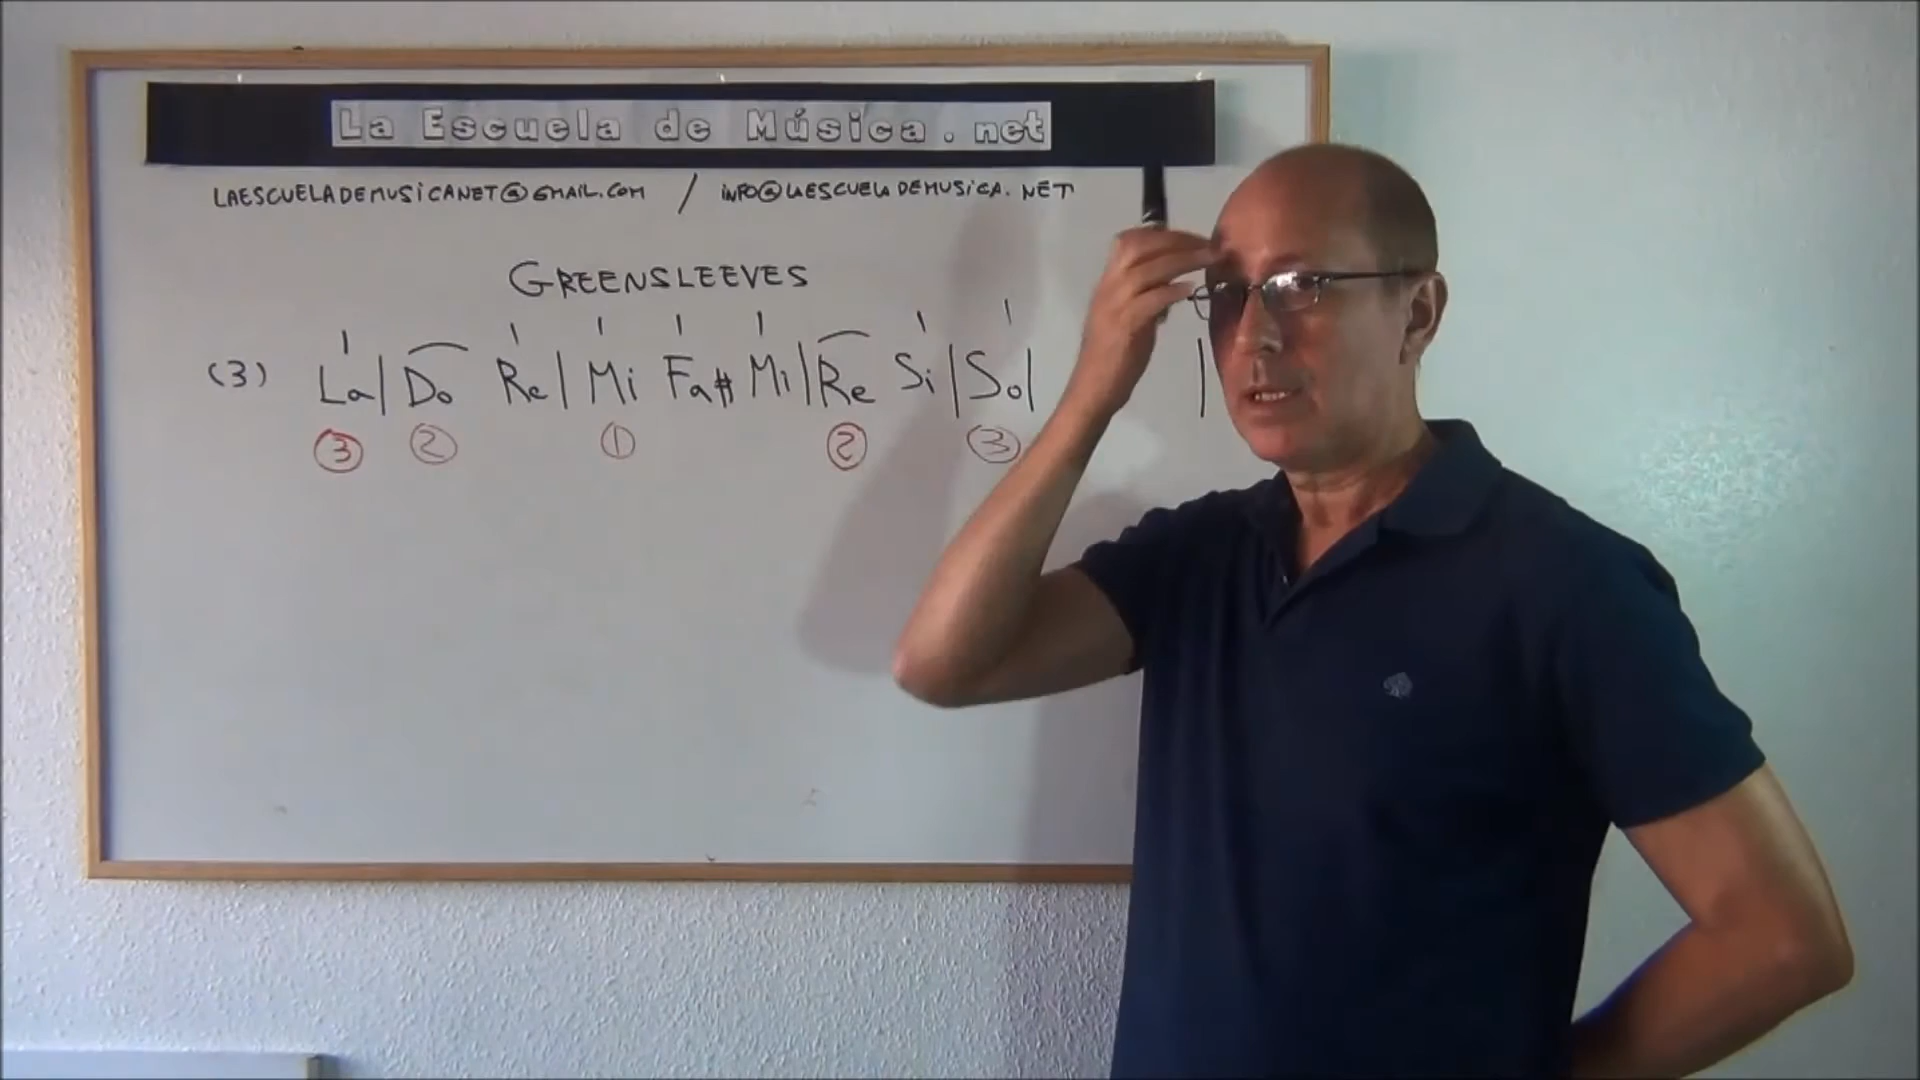 La Escuela de Música.net
LAESCUELADEMUSICANET@GMAIL.COM / INFO@LAESCUELADEMUSICA.NET
GREENSLEEVES
(3) La | Do Re | Mi Fa# Mi | Re Si | Sol |
3 2 1 2 3